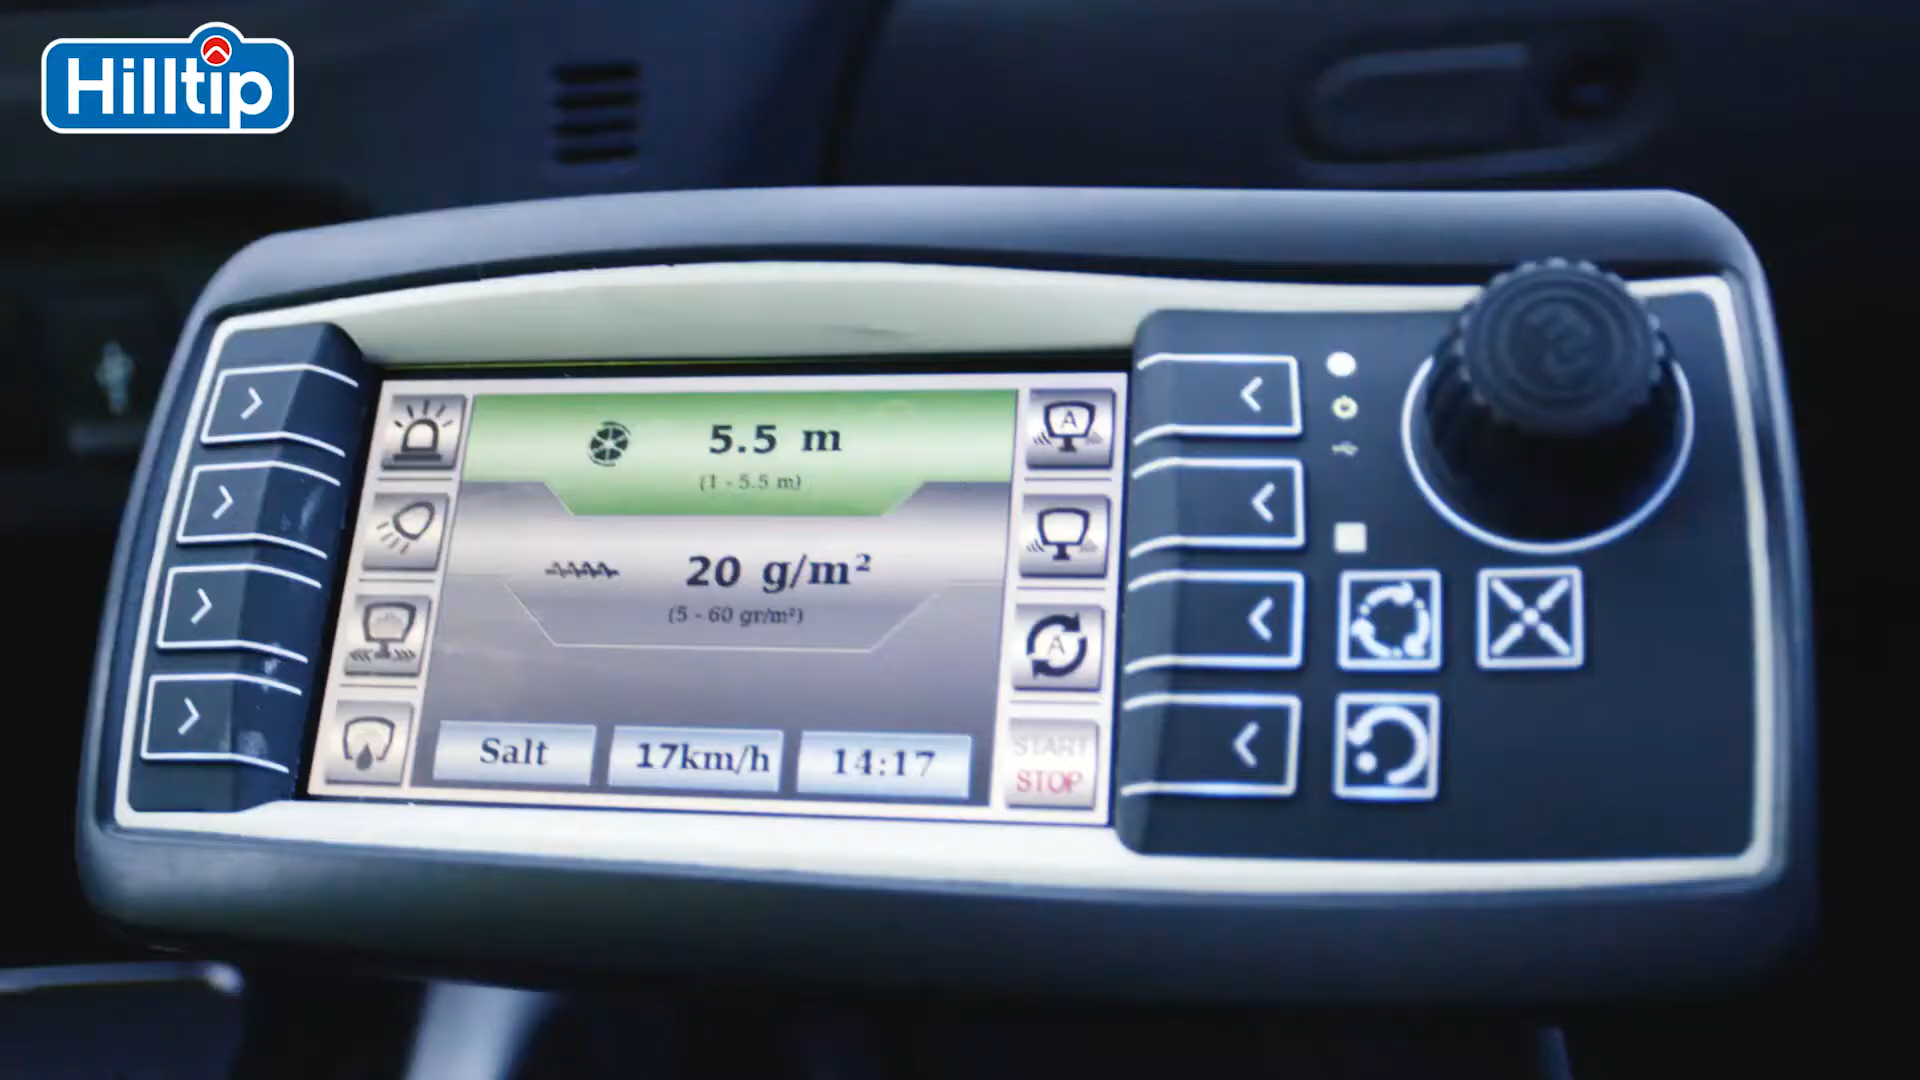 Hilltip
5.5 m
(1 - 5.5 m)
20 g/m²
(5 - 60 gr/m²)
Salt
17km/h
14:17
A
A
START
STOP